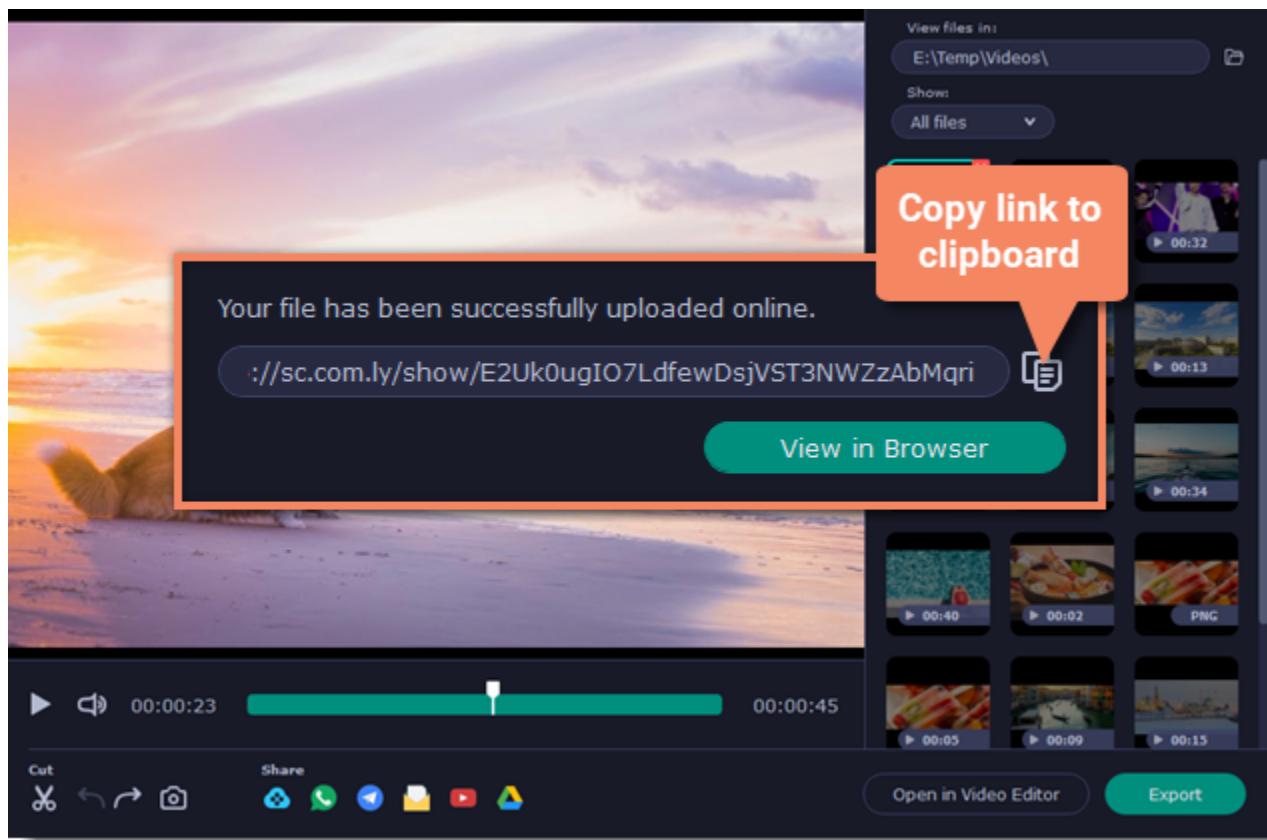 View files in:
E:\Temp\Videos\
Show:
All files
Copy link to
clipboard
00:32
Your file has been successfully uploaded online.
://sc.com.ly/show/E2Uk0ugIO7LdfewDsjVST3NWZzAbMqri
00:13
View in Browser
00:34
00:40
00:02
PNG
00:00:23
00:00:45
00:05
00:09
00:15
Cut
Share
Open in Video Editor
Export